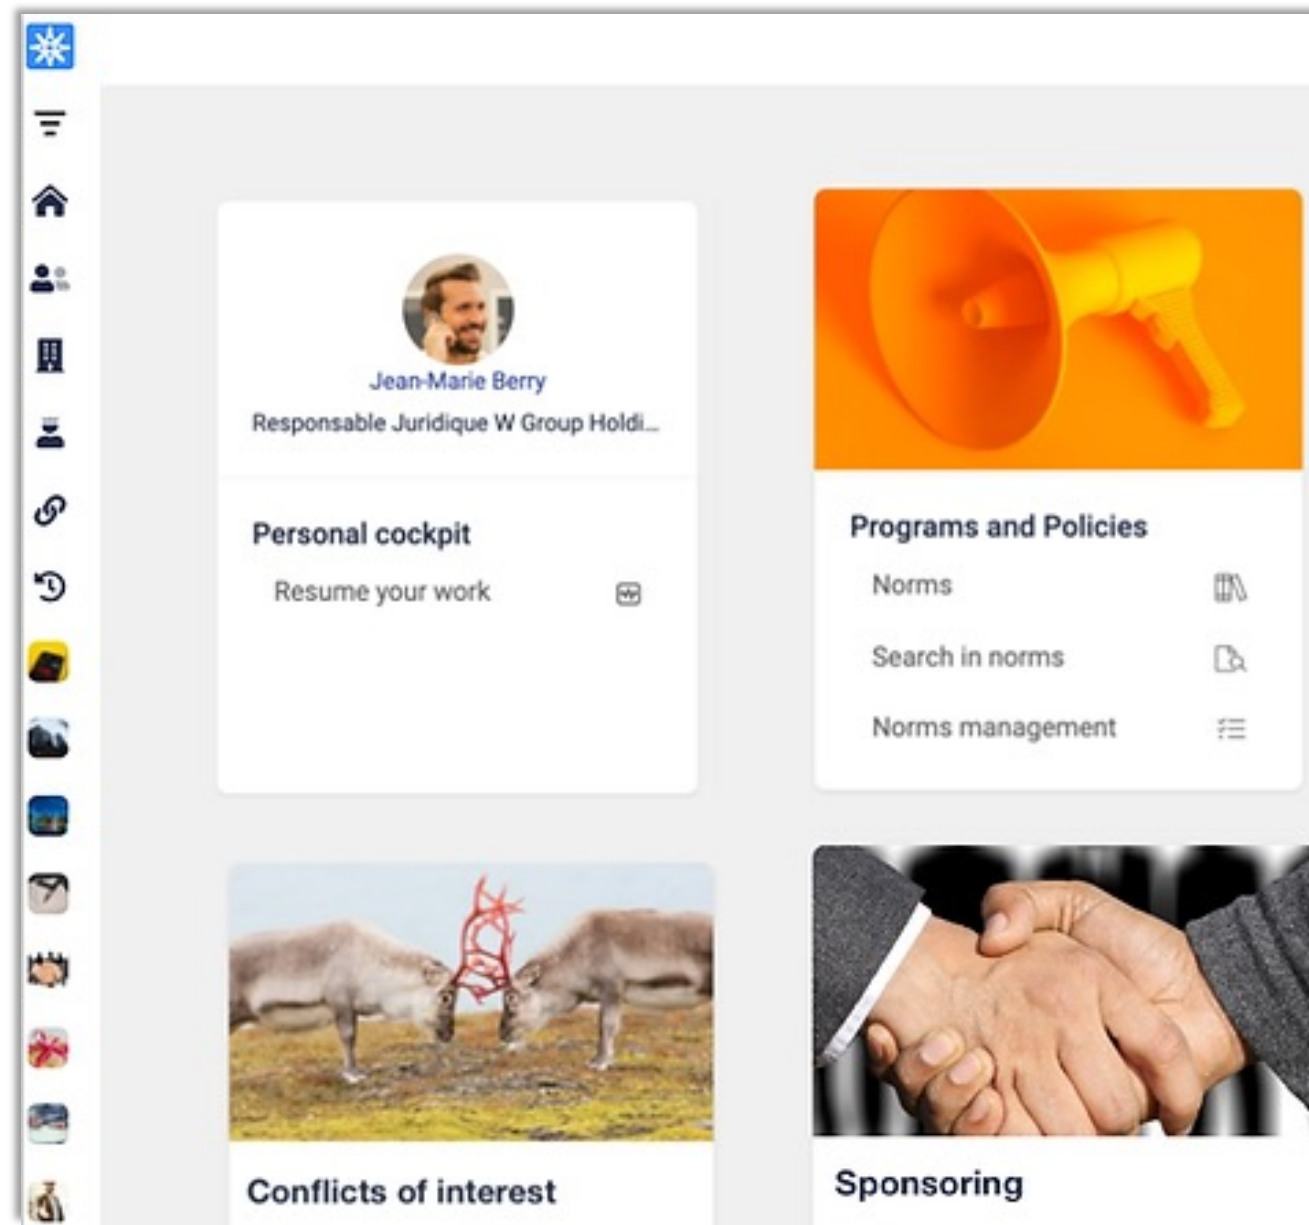 Jean-Marie Berry
Responsable Juridique W Group Holdi...
Personal cockpit
Resume your work
Programs and Policies
Norms
Search in norms
Norms management
Conflicts of interest
Sponsoring